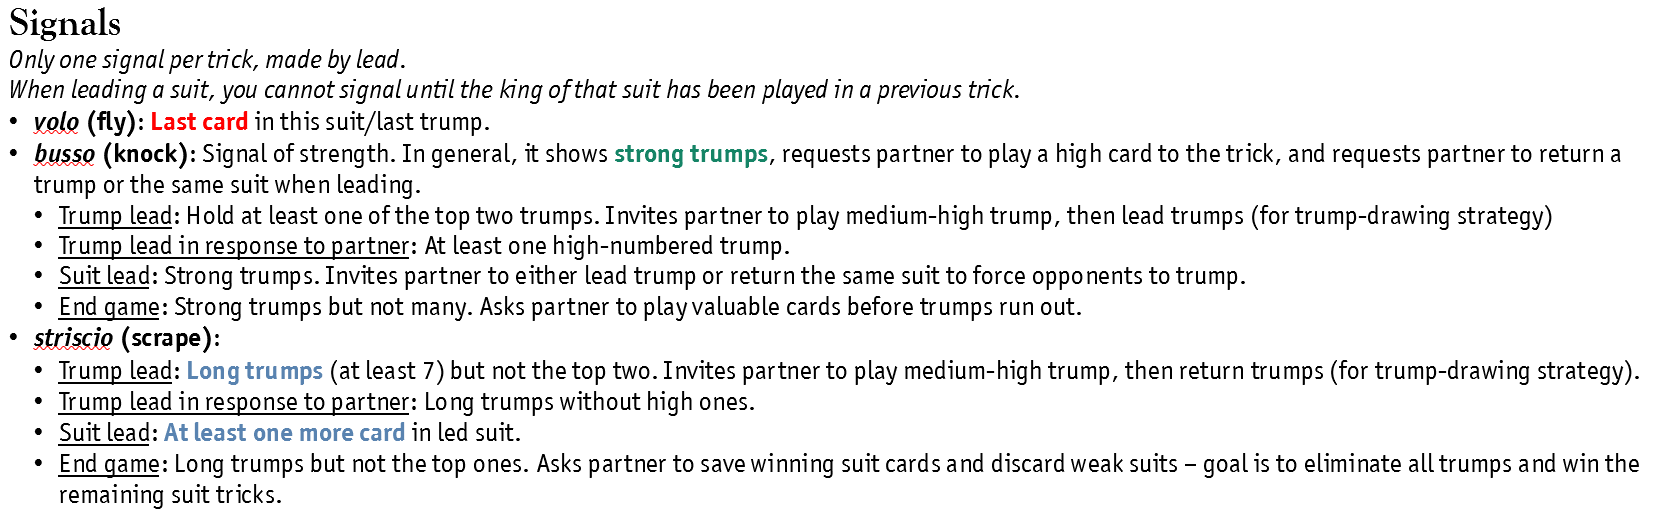 Signals
Only one signal per trick, made by lead.
When leading a suit, you cannot signal until the king of that suit has been played in a previous trick.
• volo (fly): Last card in this suit/last trump.
• busso (knock): Signal of strength. In general, it shows strong trumps, requests partner to play a high card to the trick, and requests partner to return a
trump or the same suit when leading.
• Trump lead: Hold at least one of the top two trumps. Invites partner to play medium-high trump, then lead trumps (for trump-drawing strategy)
• Trump lead in response to partner: At least one high-numbered trump.
• Suit lead: Strong trumps. Invites partner to either lead trump or return the same suit to force opponents to trump.
• End game: Strong trumps but not many. Asks partner to play valuable cards before trumps run out.
• striscio (scrape):
• Trump lead: Long trumps (at least 7) but not the top two. Invites partner to play medium-high trump, then return trumps (for trump-drawing strategy).
• Trump lead in response to partner: Long trumps without high ones.
• Suit lead: At least one more card in led suit.
• End game: Long trumps but not the top ones. Asks partner to save winning suit cards and discard weak suits – goal is to eliminate all trumps and win the
remaining suit tricks.